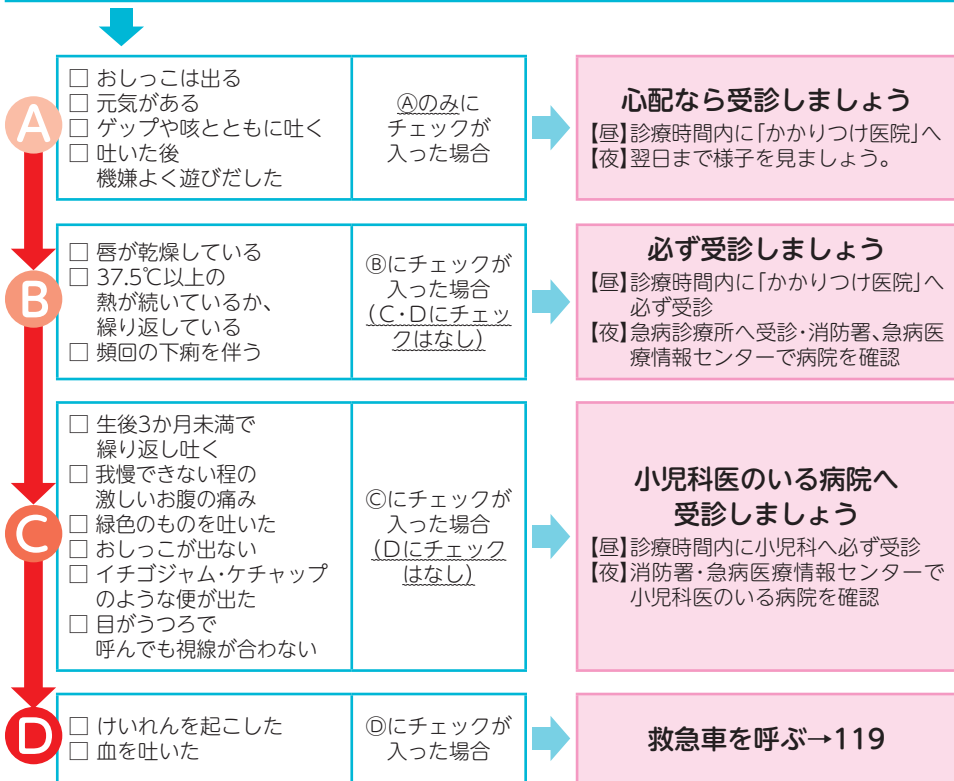 A
□ おしっこは出る
□ 元気がある
□ ゲップや咳とともに吐く
□ 吐いた後
機嫌よく遊びだした
Ⓐのみに
チェックが
入った場合
心配なら受診しましょう
【昼】診療時間内に「かかりつけ医院」へ
【夜】翌日まで様子を見ましょう。
B
□ 唇が乾燥している
□ 37.5℃以上の
熱が続いているか、
繰り返している
□ 頻回の下痢を伴う
Ⓑにチェックが
入った場合
(C・Dにチェッ
クはなし)
必ず受診しましょう
【昼】診療時間内に「かかりつけ医院」へ
必ず受診
【夜】急病診療所へ受診・消防署、急病医
療情報センターで病院を確認
C
□ 生後3か月未満で
繰り返し吐く
□ 我慢できない程の
激しいお腹の痛み
□ 緑色のものを吐いた
□ おしっこが出ない
□ イチゴジャム・ケチャップ
のような便が出た
□ 目がうつろで
呼んでも視線が合わない
Ⓒにチェックが
入った場合
(Dにチェック
はなし)
小児科医のいる病院へ
受診しましょう
【昼】診療時間内に小児科へ必ず受診
【夜】消防署・急病医療情報センターで
小児科医のいる病院を確認
D
□ けいれんを起こした
□ 血を吐いた
Ⓓにチェックが
入った場合
救急車を呼ぶ→119